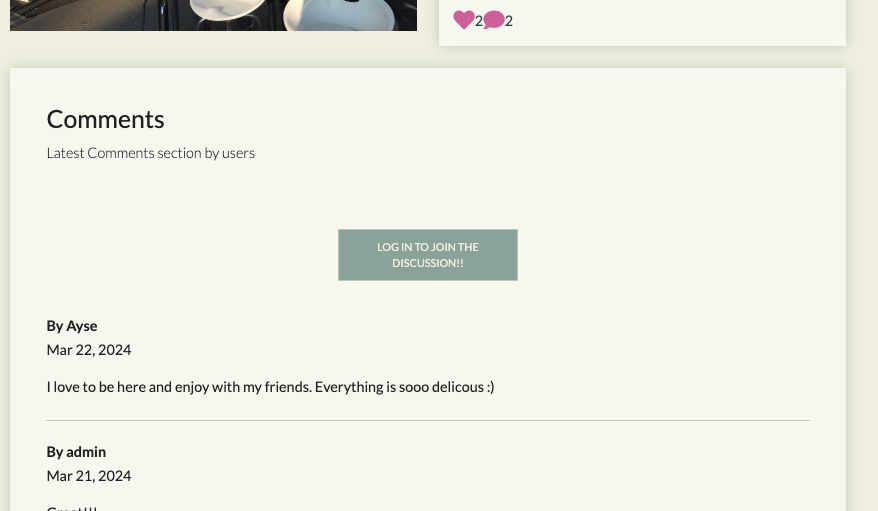 2 2
Comments
Latest Comments section by users
LOG IN TO JOIN THE
DISCUSSION!!
By Ayse
Mar 22, 2024
I love to be here and enjoy with my friends. Everything is sooo delicous :)
By admin
Mar 21, 2024